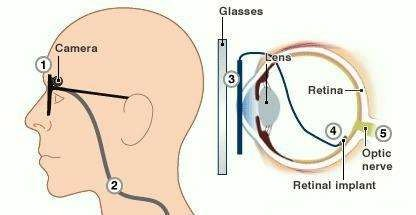 Glasses
Camera
1
Lens
3
Retina
4
5
Optic
nerve
2
Retinal implant